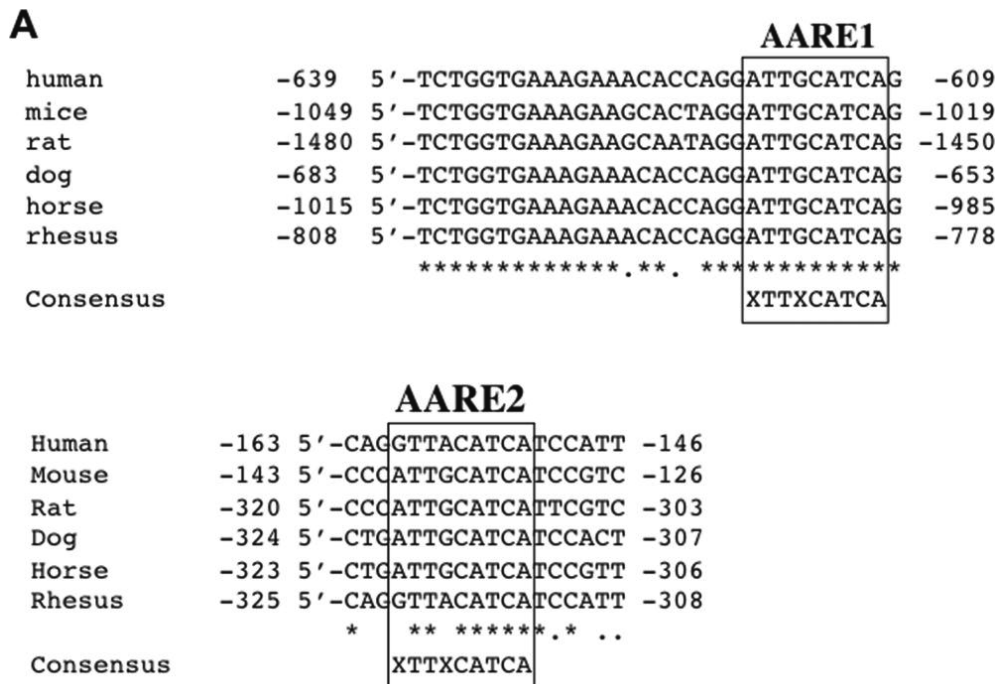 A
AARE1
human -639 5′-TCTGGTGAAAGAAACACCAGGATTGCATCAG -609
mice -1049 5′-TCTGGTGAAAGAAGCACTAGGATTGCATCAG -1019
rat -1480 5′-TCTGGTGAAAGAAGCAATAGGATTGCATCAG -1450
dog -683 5′-TCTGGTGAAAGAAACACCAGGATTGCATCAG -653
horse -1015 5′-TCTGGTGAAAGAAACACCAGGATTGCATCAG -985
rhesus -808 5′-TCTGGTGAAAGAAACACCAGGATTGCATCAG -778
*************.**. *************
Consensus XTTXCATCA
AARE2
Human -163 5′-CAGGTTACATCATCCATT -146
Mouse -143 5′-CCCATTGCATCATCCGTC -126
Rat -320 5′-CCCATTGCATCATTCGTC -303
Dog -324 5′-CTGATTGCATCATCCACT -307
Horse -323 5′-CTGATTGCATCATCCGTT -306
Rhesus -325 5′-CAGGTTACATCATCCATT -308
*   ** ******.* ..
Consensus XTTXCATCA